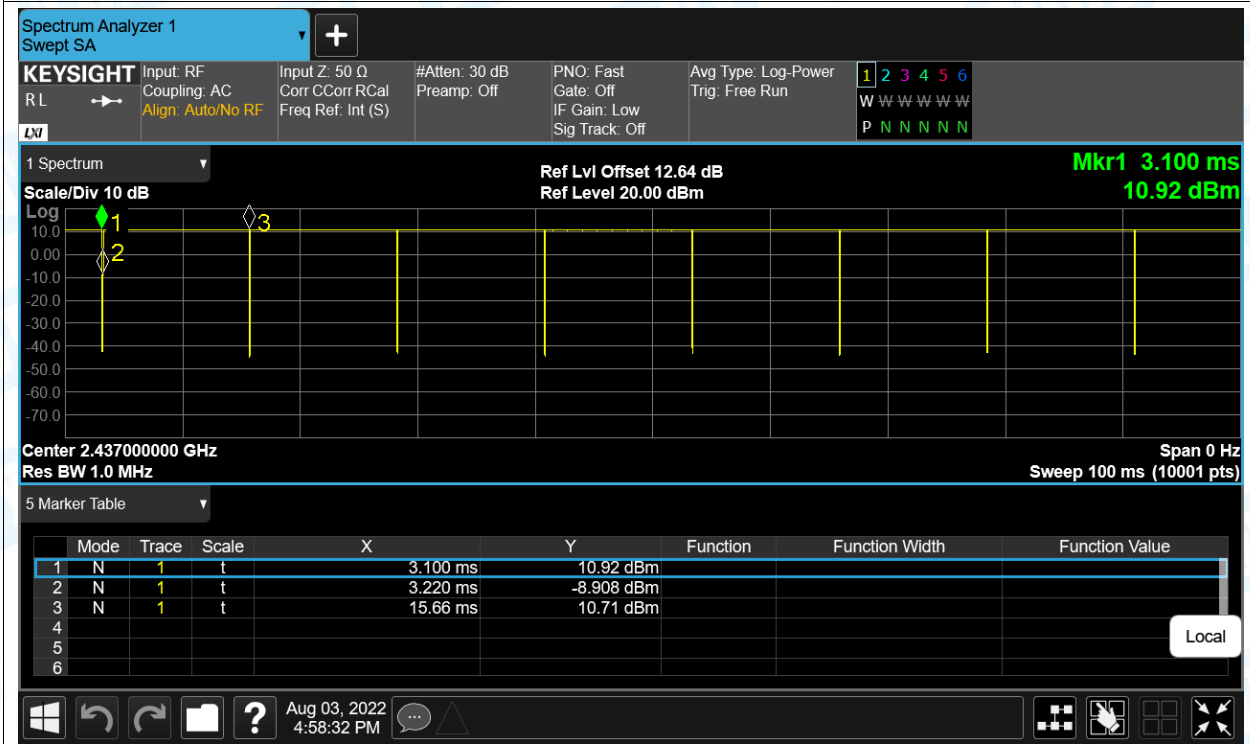 Spectrum Analyzer 1
Swept SA
KEYSIGHT Input: RF Input Z: 50 Ω #Atten: 30 dB PNO: Fast Avg Type: Log-Power 1 2 3 4 5 6
R L Coupling: AC Corr CCorr RCal Preamp: Off Gate: Off Trig: Free Run W W W W W W
Align: Auto/No RF Freq Ref: Int (S) IF Gain: Low
LXI Sig Track: Off P N N N N N
1 Spectrum Ref Lvl Offset 12.64 dB Mkr1 3.100 ms
Scale/Div 10 dB Ref Level 20.00 dBm 10.92 dBm
Log
1 3
10.0
0.00 2
-10.0
-20.0
-30.0
-40.0
-50.0
-60.0
-70.0
Center 2.437000000 GHz Span 0 Hz
Res BW 1.0 MHz Sweep 100 ms (10001 pts)
5 Marker Table
Mode Trace Scale X Y Function Function Width Function Value
1 N 1 t 3.100 ms 10.92 dBm
2 N 1 t 3.220 ms -8.908 dBm
3 N 1 t 15.66 ms 10.71 dBm
4
5
6
Local
? Aug 03, 2022
4:58:32 PM